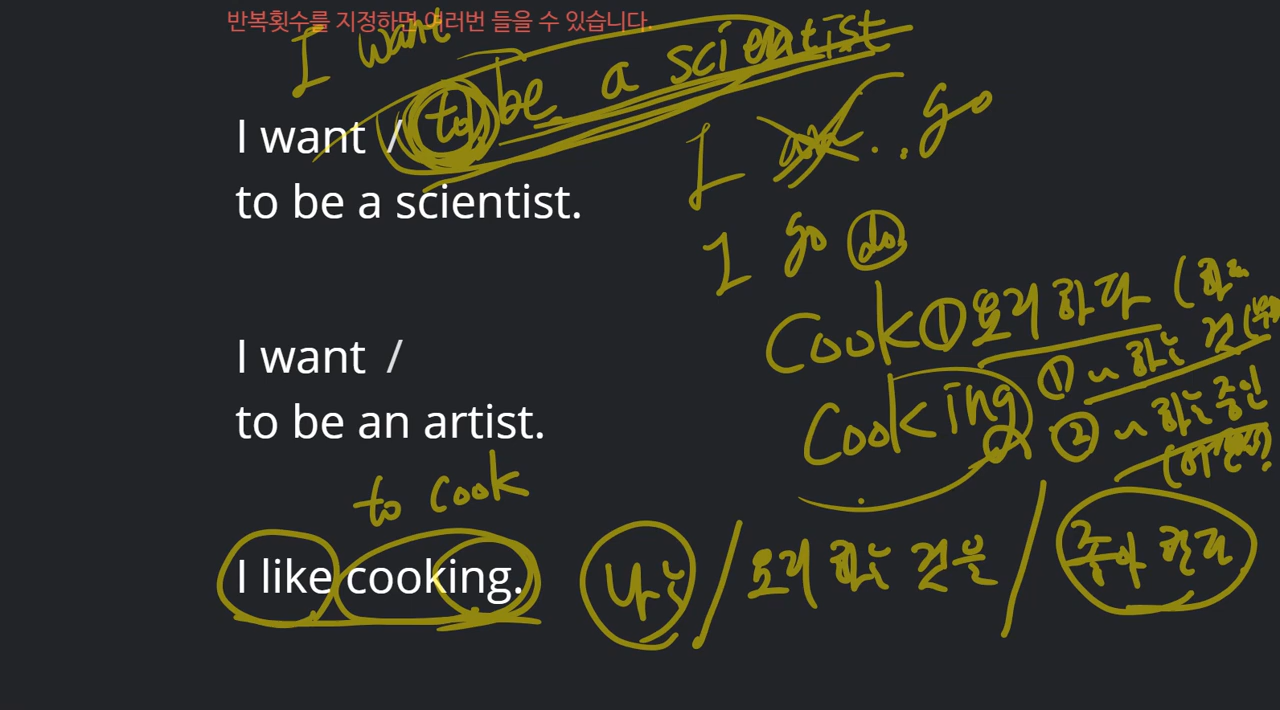 반복횟수를 지정하면 여러번 들을 수 있습니다.
I want
to be a scientist
I want /
to be a scientist.
I go
I go do
Cook ① 요리하다
I want /
to be an artist.
Cooking ① ~하는 것
② ~하는 중인
to cook
I like cooking.
나는 / 요리하는 것을 / 좋아한다